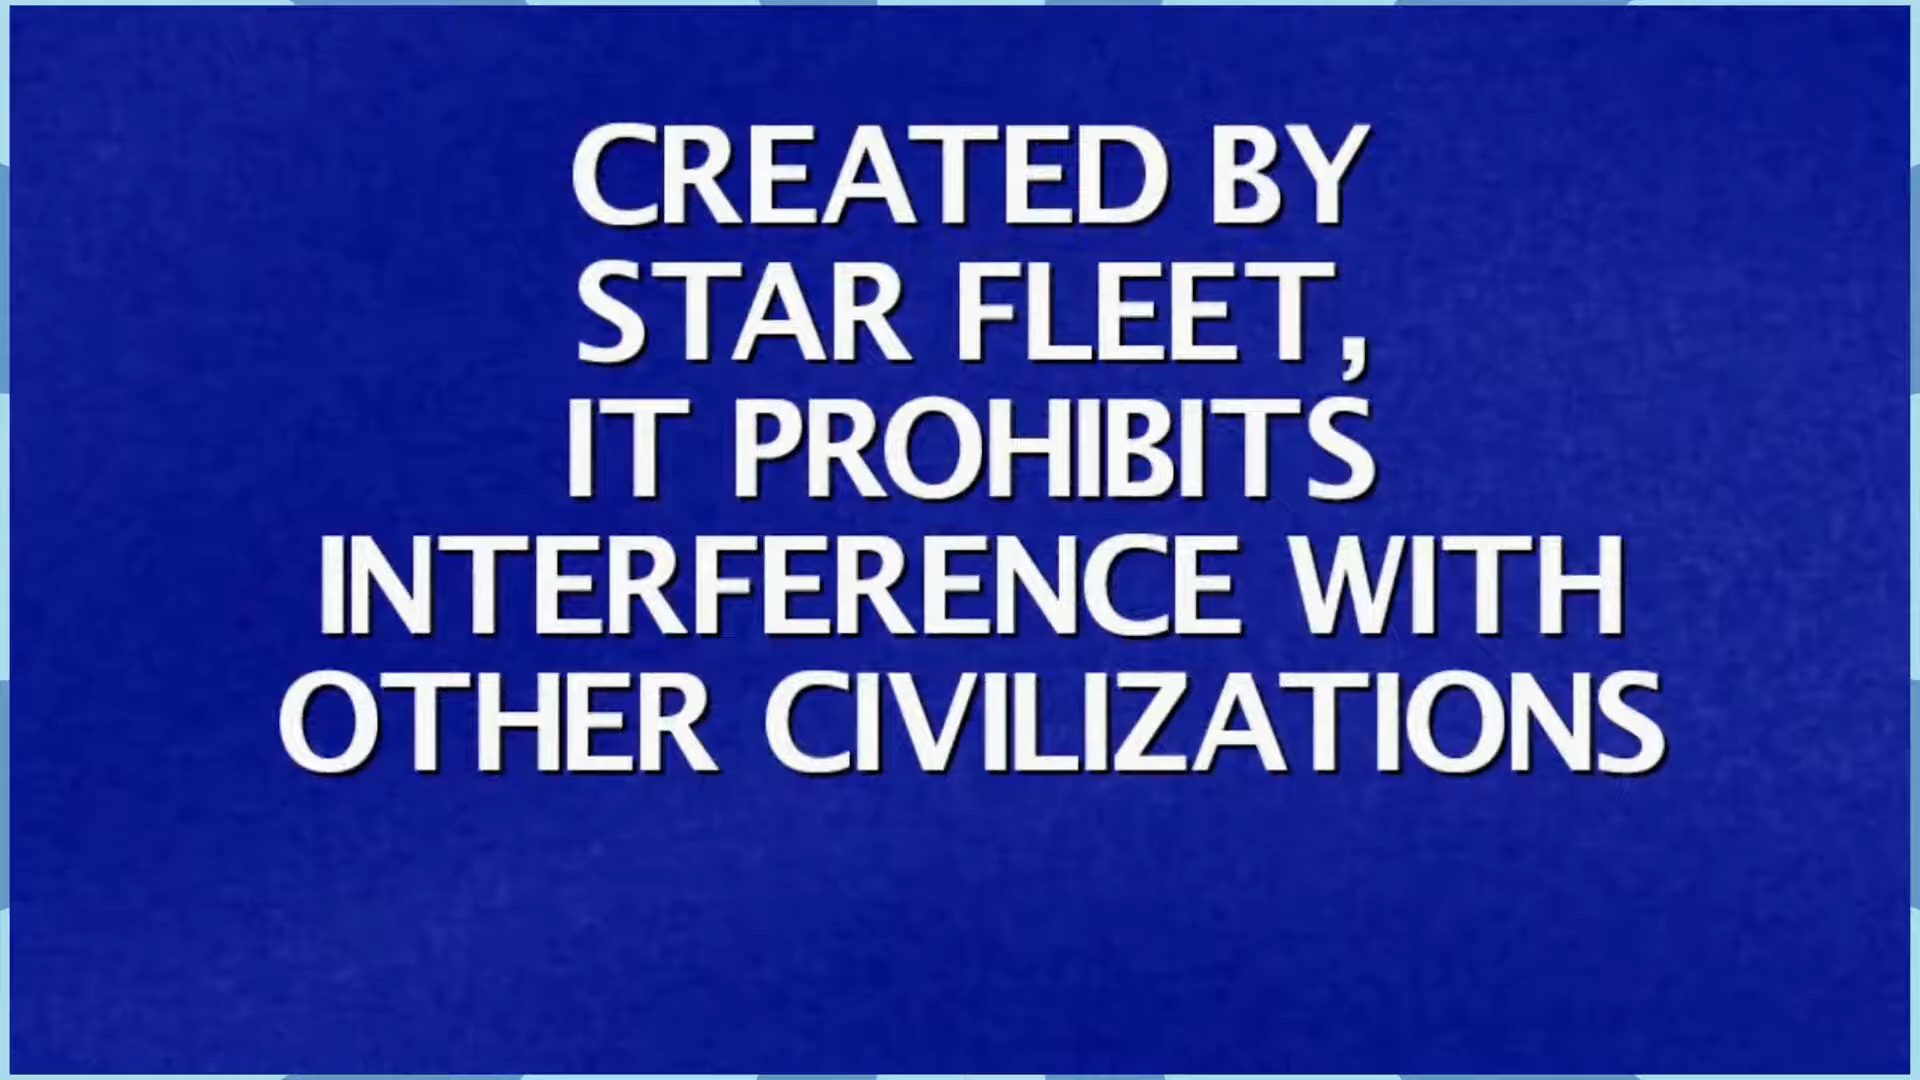 CREATED BY
STAR FLEET,
IT PROHIBITS
INTERFERENCE WITH
OTHER CIVILIZATIONS